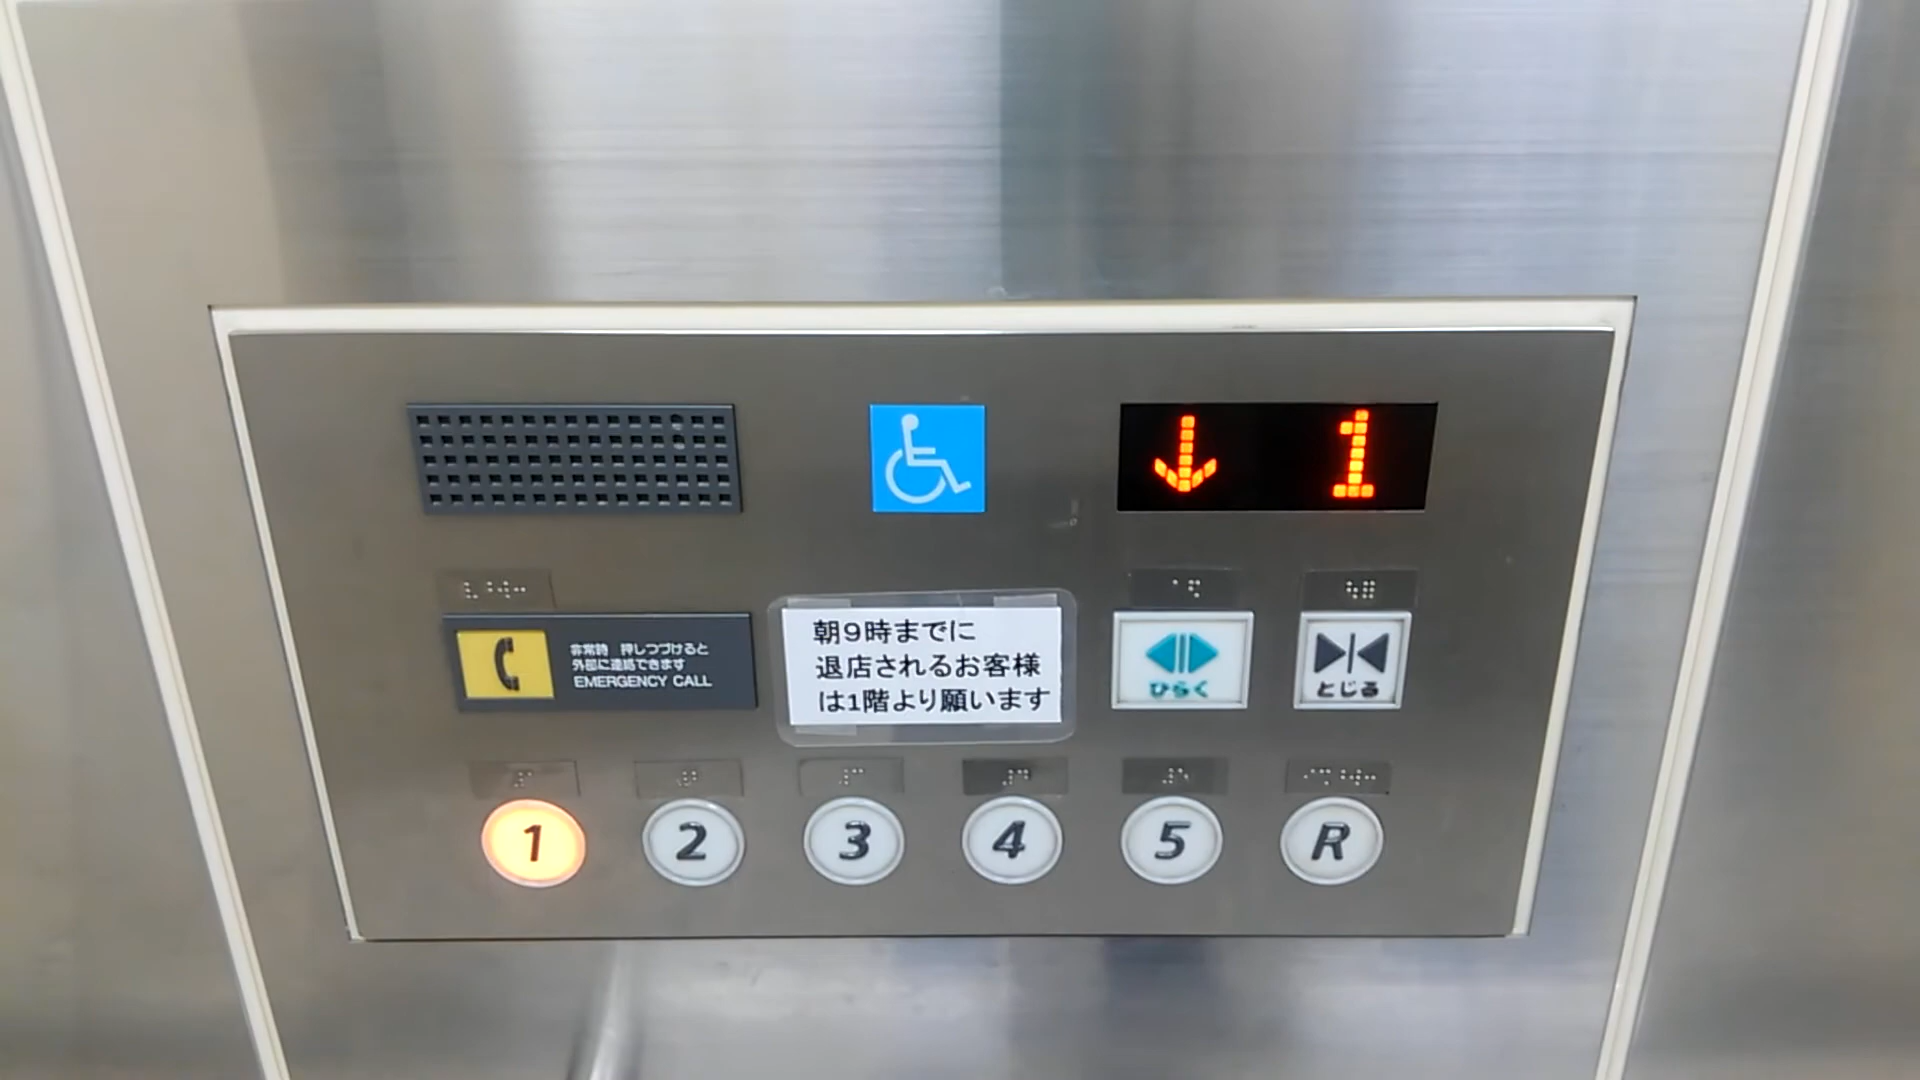 1
非常時 押しつづけると
外部に連絡できます
EMERGENCY CALL
朝9時までに
退店されるお客様
は1階より願います
ひらく
とじる
1
2
3
4
5
R